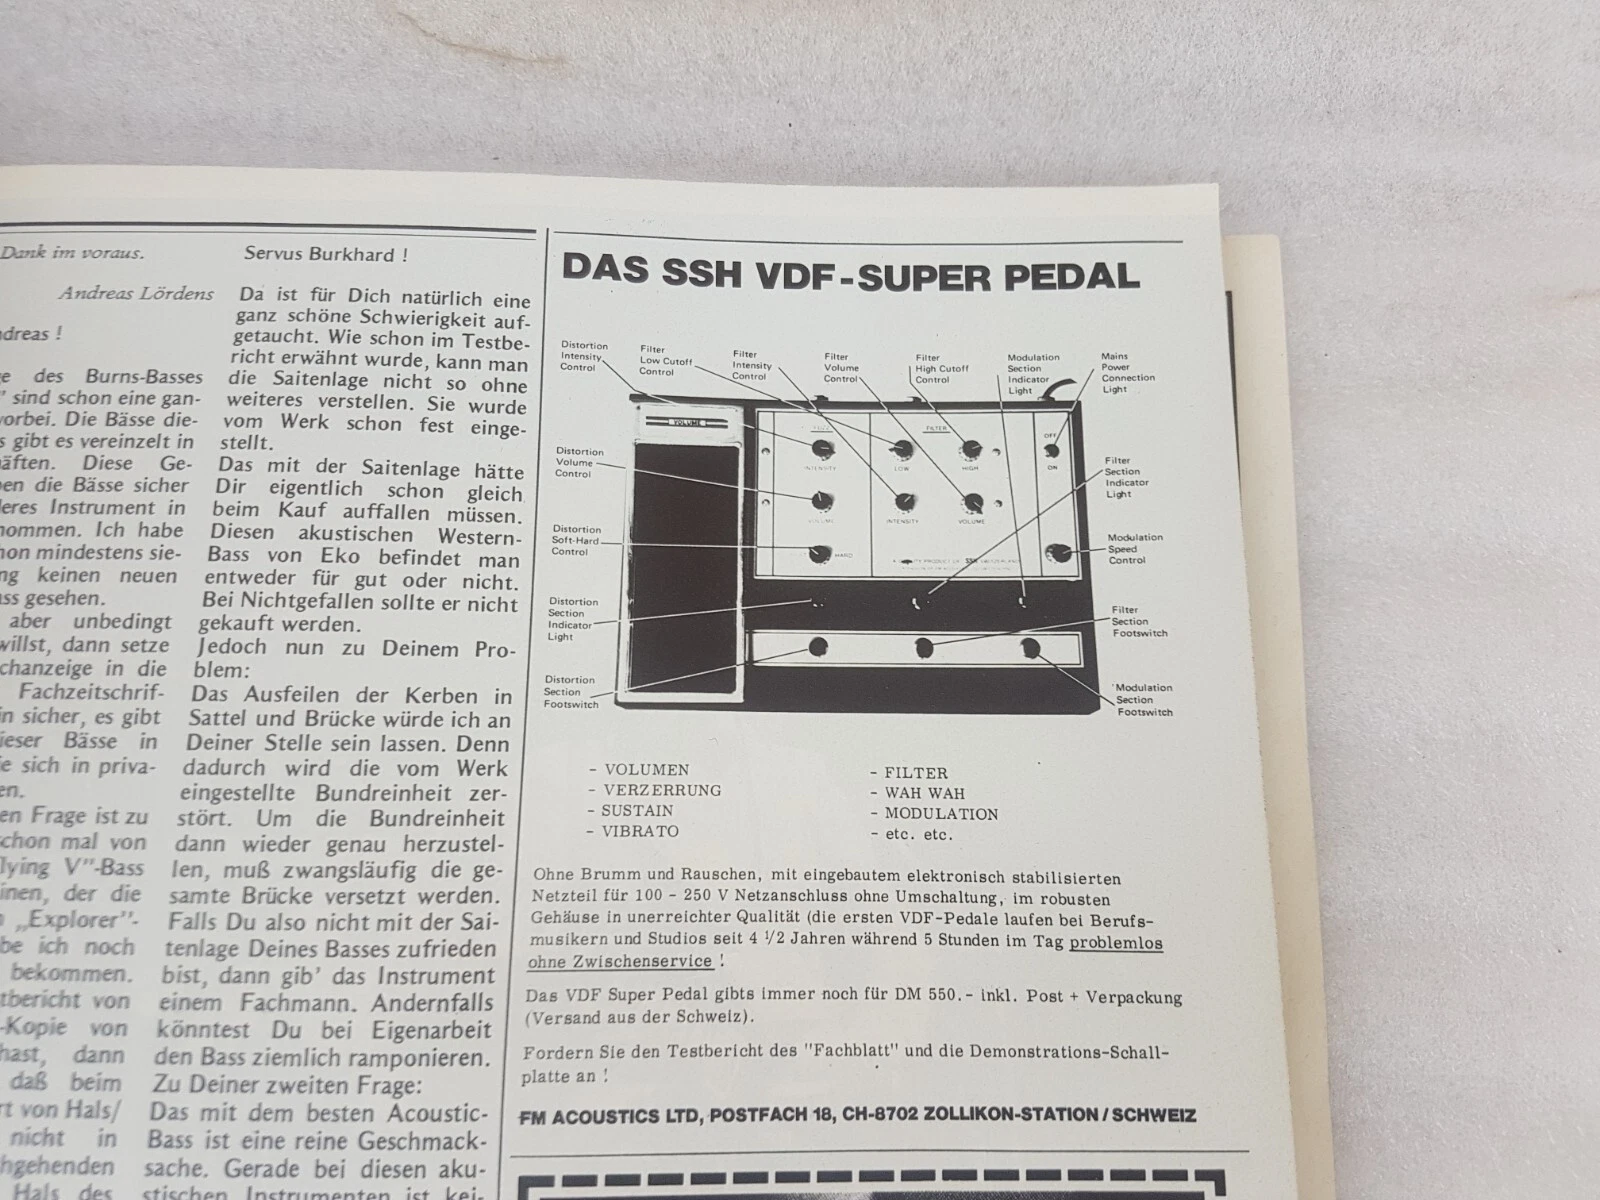 Dank im voraus.
Andreas Lördens
ndreas !
e des Burns-Basses
" sind schon eine gan-
vorbei. Die Bässe die-
s gibt es vereinzelt in
äften. Diese Ge-
ben die Bässe sicher
deres Instrument in
nommen. Ich habe
hon mindestens sie-
ng keinen neuen
ass gesehen.
aber unbedingt
willst, dann setze
chanzeige in die
Fachzeitschrif-
in sicher, es gibt
ieser Bässe in
e sich in priva-
en.
en Frage ist zu
schon mal von
lying V"-Bass
inen, der die
„Explorer"-
be ich noch
bekommen.
tbericht von
-Kopie von
hast, dann
daß beim
rt von Hals/
nicht in
hgehenden
Hals des
Servus Burkhard !
Da ist für Dich natürlich eine
ganz schöne Schwierigkeit auf-
getaucht. Wie schon im Testbe-
richt erwähnt wurde, kann man
die Saitenlage nicht so ohne
weiteres verstellen. Sie wurde
vom Werk schon fest einge-
stellt.
Das mit der Saitenlage hätte
Dir eigentlich schon gleich
beim Kauf auffallen müssen.
Diesen akustischen Western-
Bass von Eko befindet man
entweder für gut oder nicht.
Bei Nichtgefallen sollte er nicht
gekauft werden.
Jedoch nun zu Deinem Pro-
blem:
Das Ausfeilen der Kerben in
Sattel und Brücke würde ich an
Deiner Stelle sein lassen. Denn
dadurch wird die vom Werk
eingestellte Bundreinheit zer-
stört. Um die Bundreinheit
dann wieder genau herzustel-
len, muß zwangsläufig die ge-
samte Brücke versetzt werden.
Falls Du also nicht mit der Sai-
tenlage Deines Basses zufrieden
bist, dann gib' das Instrument
einem Fachmann. Andernfalls
könntest Du bei Eigenarbeit
den Bass ziemlich ramponieren.
Zu Deiner zweiten Frage:
Das mit dem besten Acoustic-
Bass ist eine reine Geschmack-
sache. Gerade bei diesen aku-
stischen Instrumenten ist kei-
DAS SSH VDF-SUPER PEDAL
Distortion
Intensity
Control
Filter
Low Cutoff
Control
Filter
Intensity
Control
Filter
Volume
Control
Filter
High Cutoff
Control
Modulation
Section
Indicator
Light
Mains
Power
Connection
Light
Distortion
Volume
Control
Distortion
Soft-Hard
Control
Distortion
Section
Indicator
Light
Distortion
Section
Footswitch
VOLUME
FILTER
INTENSITY
LOW
HIGH
VOLUME
INTENSITY
VOLUME
HARD
OFF
ON
Filter
Section
Indicator
Light
Modulation
Speed
Control
Filter
Section
Footswitch
Modulation
Section
Footswitch
- VOLUMEN
- VERZERRUNG
- SUSTAIN
- VIBRATO
- FILTER
- WAH WAH
- MODULATION
- etc. etc.
Ohne Brumm und Rauschen, mit eingebautem elektronisch stabilisierten
Netzteil für 100 - 250 V Netzanschluss ohne Umschaltung, im robusten
Gehäuse in unerreichter Qualität (die ersten VDF-Pedale laufen bei Berufs-
musikern und Studios seit 4 1/2 Jahren während 5 Stunden im Tag problemlos
ohne Zwischenservice !
Das VDF Super Pedal gibts immer noch für DM 550.- inkl. Post + Verpackung
(Versand aus der Schweiz).
Fordern Sie den Testbericht des "Fachblatt" und die Demonstrations-Schall-
platte an !
FM ACOUSTICS LTD, POSTFACH 18, CH-8702 ZOLLIKON-STATION / SCHWEIZ